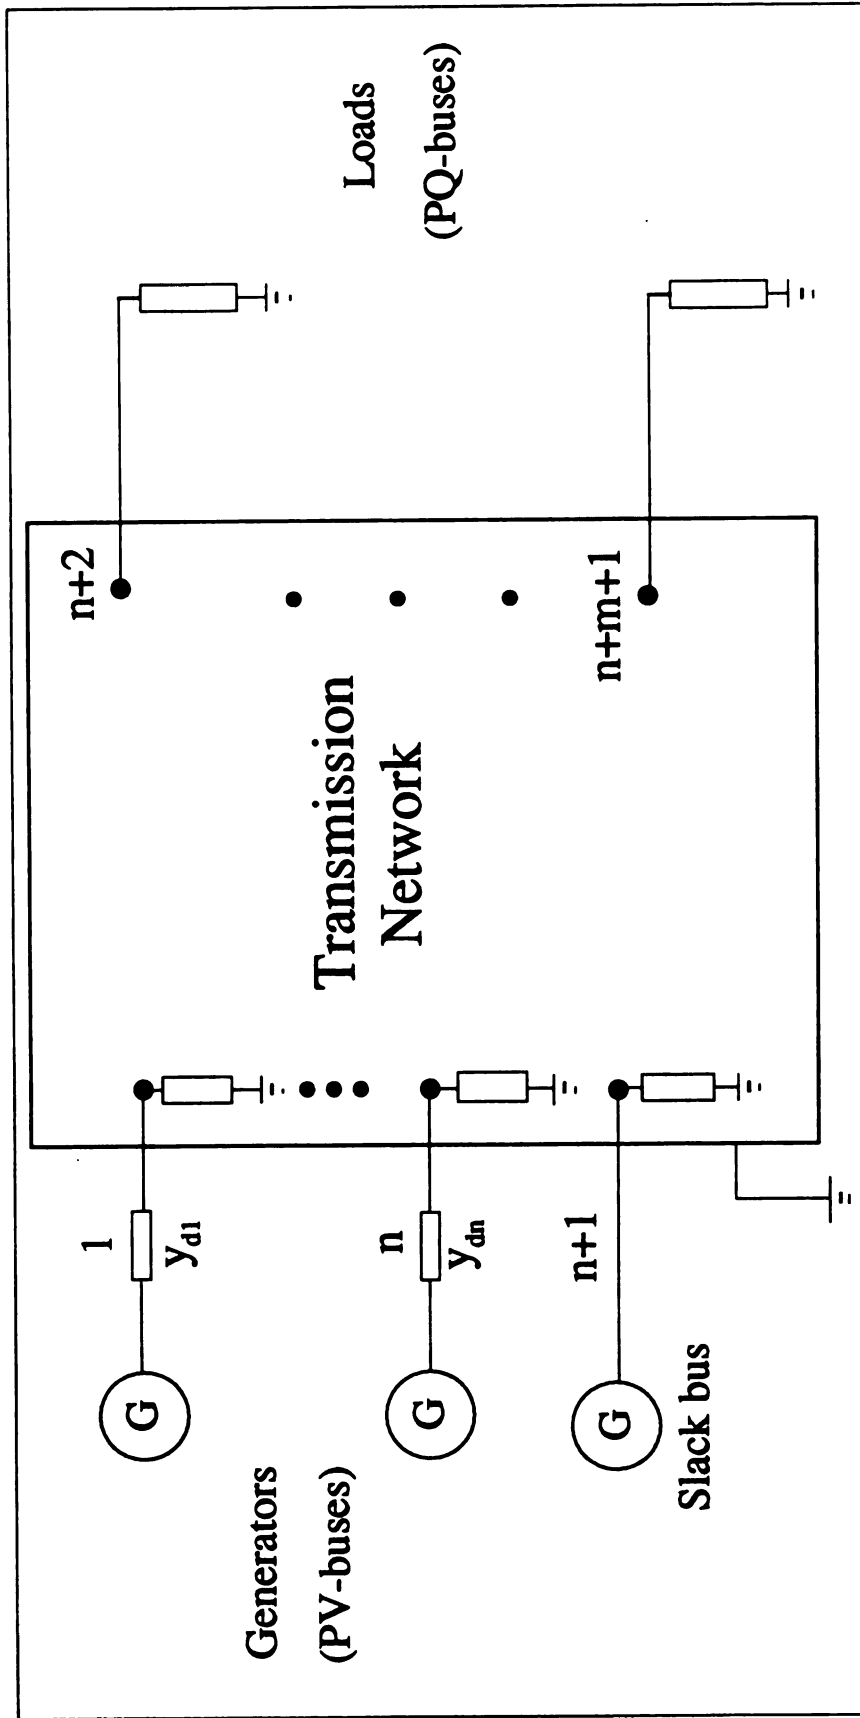 Generators
(PV-buses)
G
1
y_d1
G
n
y_dn
G
n+1
Slack bus
Transmission
Network
n+2
n+m+1
Loads
(PQ-buses)